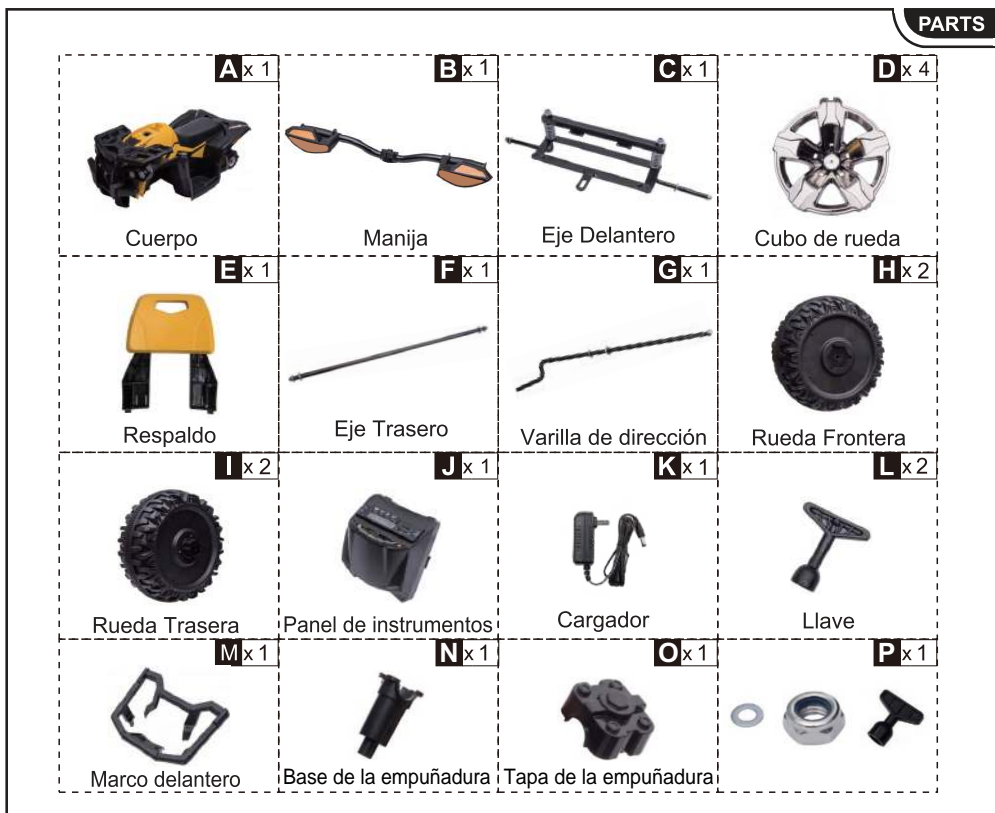 PARTS
A x 1
B x 1
C x 1
D x 4
Cuerpo
Manija
Eje Delantero
Cubo de rueda
E x 1
F x 1
G x 1
H x 2
Respaldo
Eje Trasero
Varilla de dirección
Rueda Frontera
I x 2
J x 1
K x 1
L x 2
Rueda Trasera
Panel de instrumentos
Cargador
Llave
M x 1
N x 1
O x 1
P x 1
Marco delantero
Base de la empuñadura
Tapa de la empuñadura